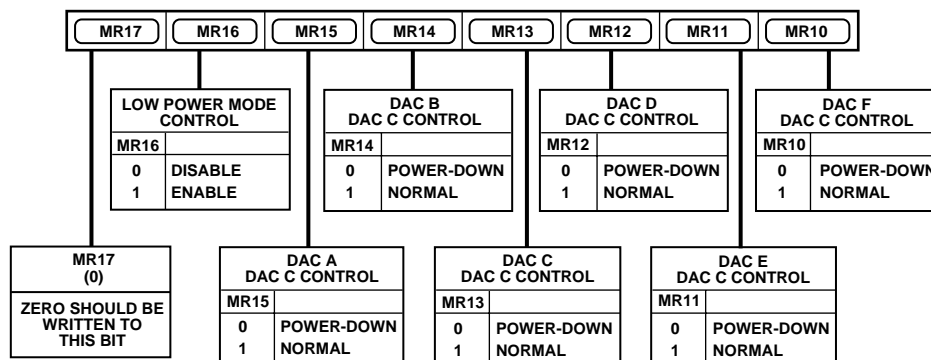 MR17 MR16 MR15 MR14 MR13 MR12 MR11 MR10
LOW POWER MODE
CONTROL
MR16
0 DISABLE
1 ENABLE
DAC B
DAC C CONTROL
MR14
0 POWER-DOWN
1 NORMAL
DAC D
DAC C CONTROL
MR12
0 POWER-DOWN
1 NORMAL
DAC F
DAC C CONTROL
MR10
0 POWER-DOWN
1 NORMAL
MR17
(0)
ZERO SHOULD BE
WRITTEN TO
THIS BIT
DAC A
DAC C CONTROL
MR15
0 POWER-DOWN
1 NORMAL
DAC C
DAC C CONTROL
MR13
0 POWER-DOWN
1 NORMAL
DAC E
DAC C CONTROL
MR11
0 POWER-DOWN
1 NORMAL